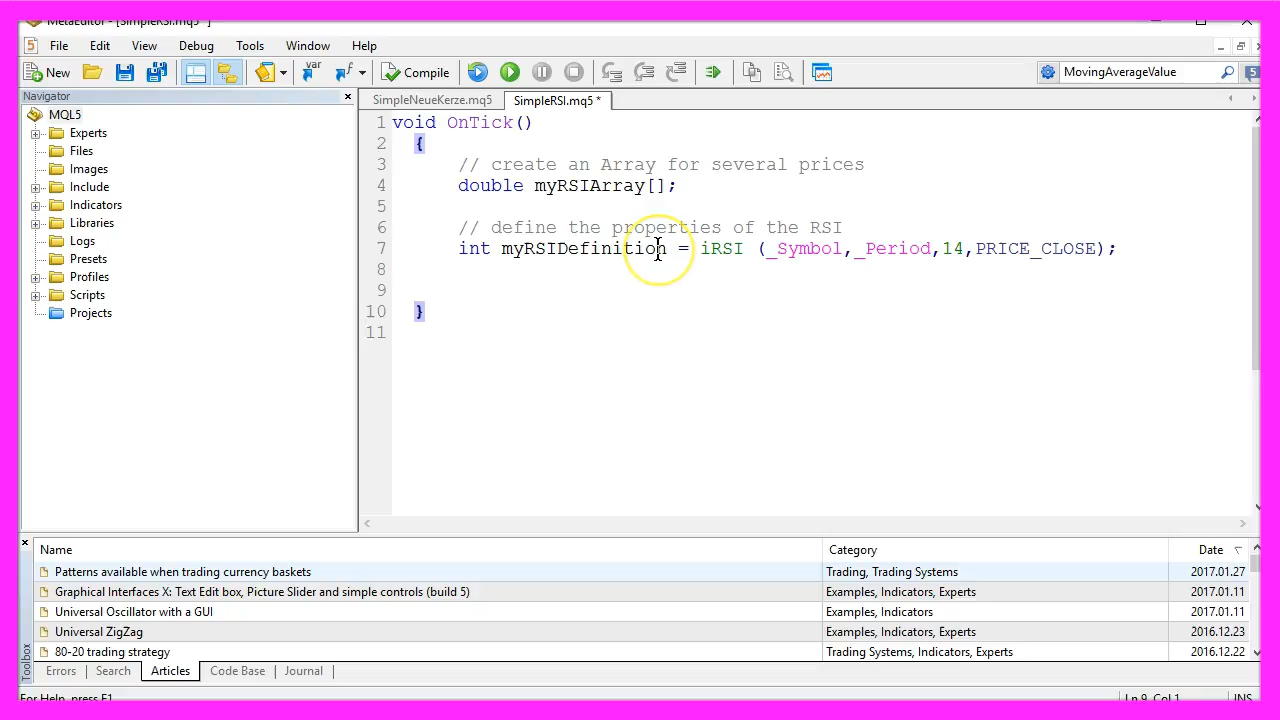 MetaEditor - [SimpleRSI.mq5 *]
File Edit View Debug Tools Window Help
New Compile MovingAverageValue 5
Navigator
SimpleNeueKerze.mq5 SimpleRSI.mq5 *
MQL5
Experts
Files
Images
Include
Indicators
Libraries
Logs
Presets
Profiles
Scripts
Projects
1 void OnTick()
2 {
3 // create an Array for several prices
4 double myRSIArray[];
5
6 // define the properties of the RSI
7 int myRSIDefinition = iRSI (_Symbol,_Period,14,PRICE_CLOSE);
8
9
10 }
11
Name Category Date
Patterns available when trading currency baskets Trading, Trading Systems 2017.01.27
Graphical Interfaces X: Text Edit box, Picture Slider and simple controls (build 5) Examples, Indicators, Experts 2017.01.11
Universal Oscillator with a GUI Examples, Indicators 2017.01.11
Universal ZigZag Examples, Indicators, Experts 2016.12.23
80-20 trading strategy Trading Systems, Indicators, Experts 2016.12.22
Toolbox
Errors Search Articles Code Base Journal
For Help, press F1 Ln 9, Col 1 INS